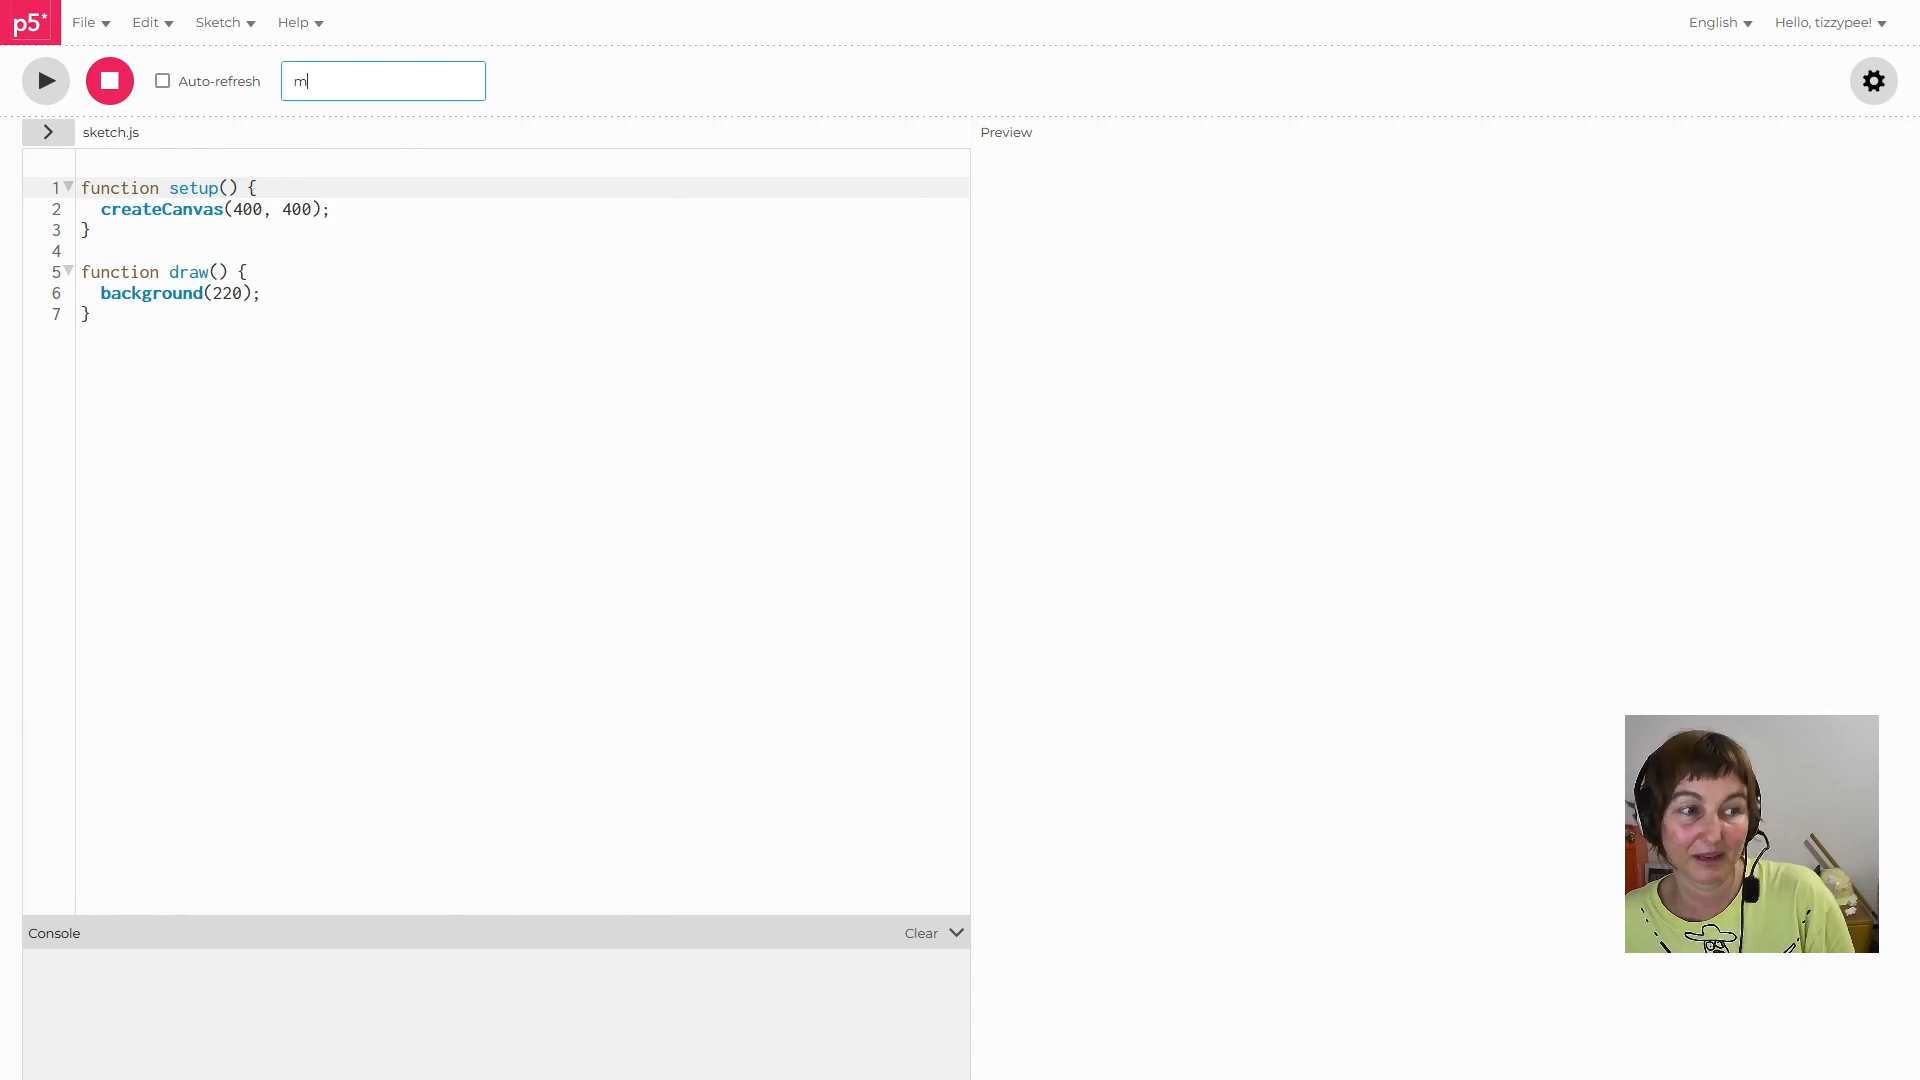 p5*
File Edit Sketch Help English Hello, tizzypee!
Auto-refresh m
sketch.js
Preview
1 function setup() {
2 createCanvas(400, 400);
3 }
4
5 function draw() {
6 background(220);
7 }
Console Clear